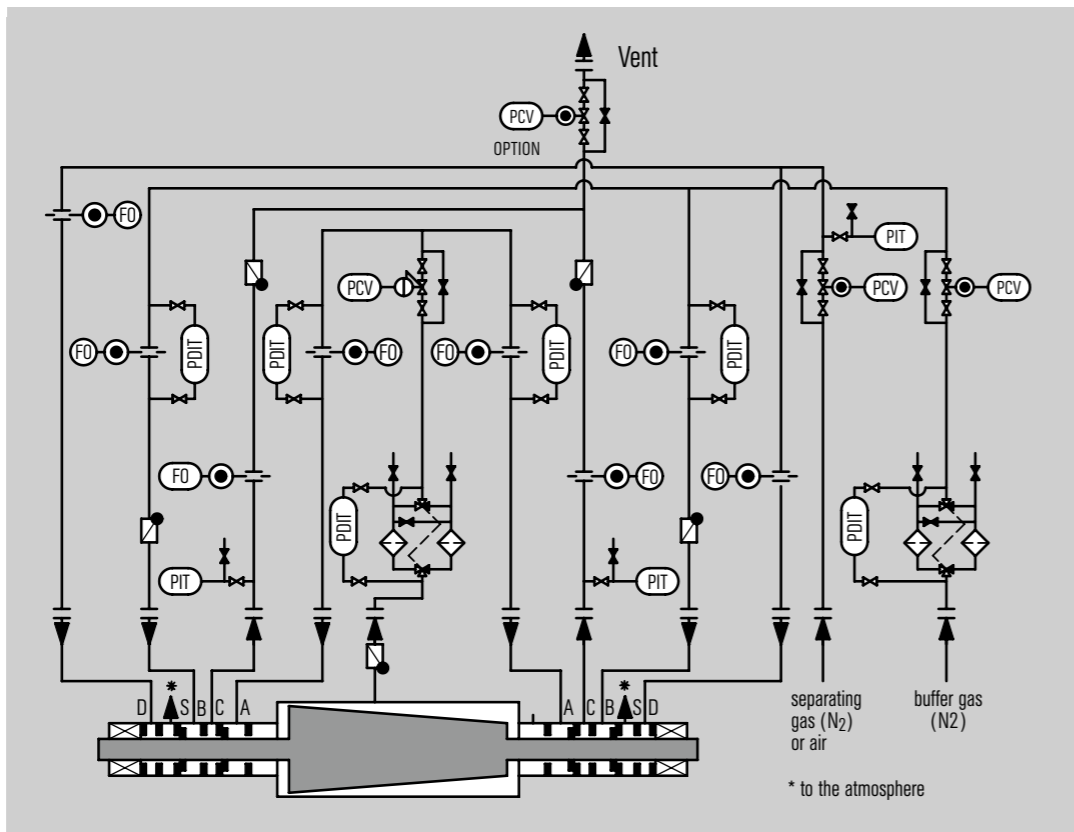 Vent
PCV
OPTION
FO
PIT
PCV
PCV
PCV
FO
PDIT
PDIT
FO
FO
PDIT
FO
PDIT
FO
FO
FO
PDIT
PDIT
PIT
PIT
D
*
S
B
C
A
A
C
B
*
S
D
separating
gas (N₂)
or air
buffer gas
(N2)
* to the atmosphere